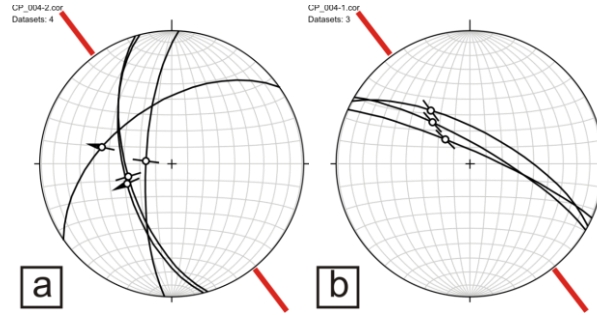 CP_004-2.cor
Datasets: 4
a
CP_004-1.cor
Datasets: 3
b